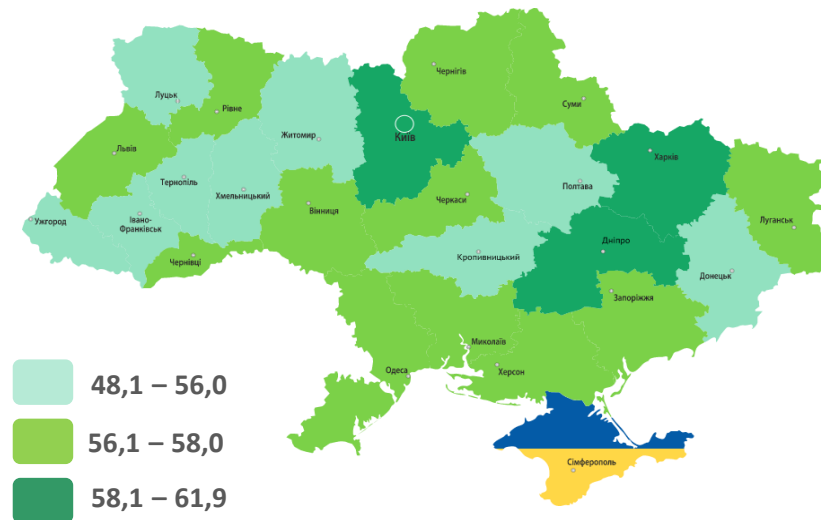 Чернігів
Луцьк
Рівне
Суми
Житомир
Київ
Львів
Харків
Тернопіль
Хмельницький
Полтава
Черкаси
Ужгород
Івано-
Франківськ
Вінниця
Луганськ
Кропивницький
Дніпро
Чернівці
Донецьк
Запоріжжя
Миколаїв
Одеса
Херсон
48,1 – 56,0
56,1 – 58,0
58,1 – 61,9
Сімферополь